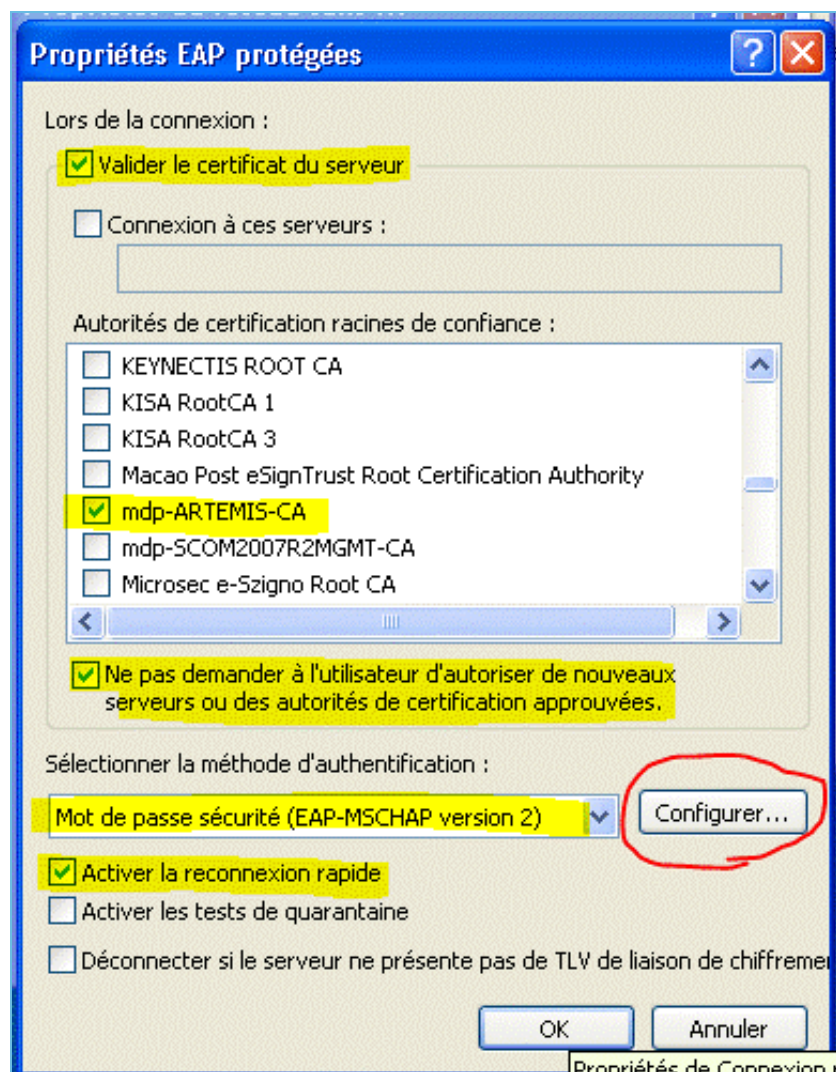 Propriétés EAP protégées
Lors de la connexion :
Valider le certificat du serveur
Connexion à ces serveurs :
Autorités de certification racines de confiance :
KEYNECTIS ROOT CA
KISA RootCA 1
KISA RootCA 3
Macao Post eSignTrust Root Certification Authority
mdp-ARTEMIS-CA
mdp-SCOM2007R2MGMT-CA
Microsec e-Szigno Root CA
Ne pas demander à l'utilisateur d'autoriser de nouveaux
serveurs ou des autorités de certification approuvées.
Sélectionner la méthode d'authentification :
Mot de passe sécurité (EAP-MSCHAP version 2)
Configurer...
Activer la reconnexion rapide
Activer les tests de quarantaine
Déconnecter si le serveur ne présente pas de TLV de liaison de chiffremen
OK
Annuler
Propriétés de Connexion